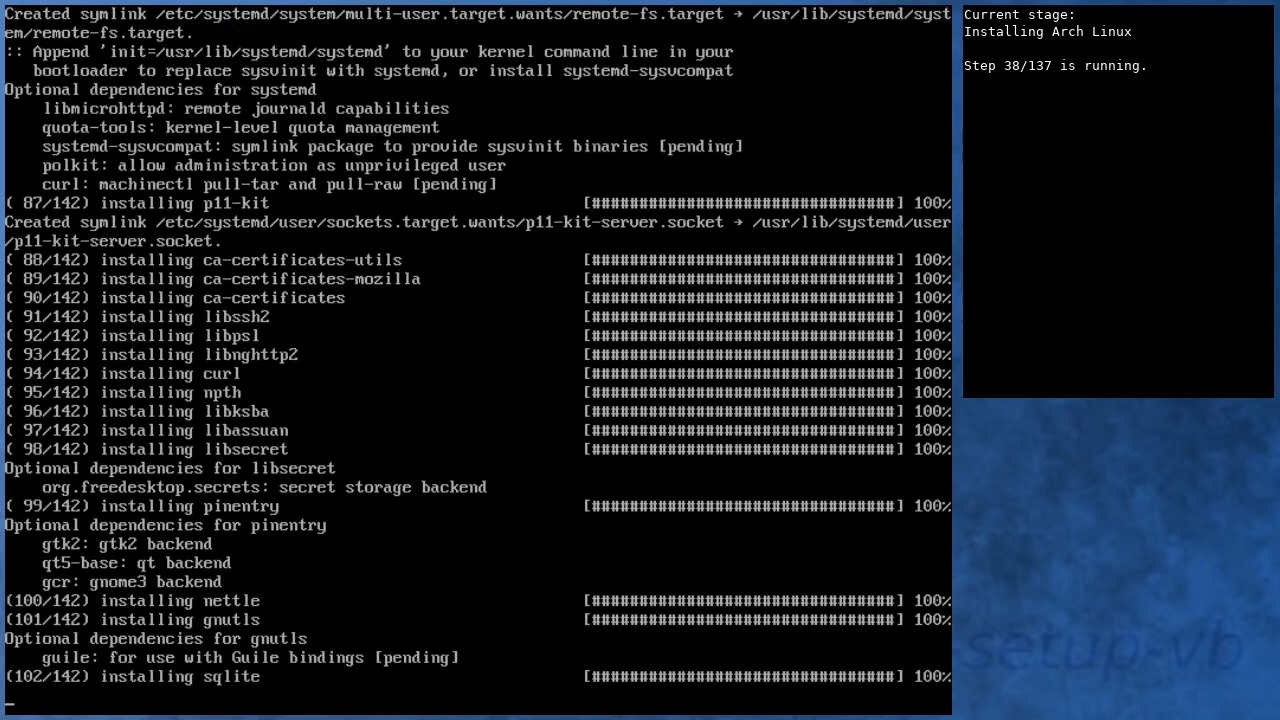 Created symlink /etc/systemd/system/multi-user.target.wants/remote-fs.target → /usr/lib/systemd/syst
em/remote-fs.target.
:: Append 'init=/usr/lib/systemd/systemd' to your kernel command line in your
   bootloader to replace sysvinit with systemd, or install systemd-sysvcompat
Optional dependencies for systemd
    libmicrohttpd: remote journald capabilities
    quota-tools: kernel-level quota management
    systemd-sysvcompat: symlink package to provide sysvinit binaries [pending]
    polkit: allow administration as unprivileged user
    curl: machinectl pull-tar and pull-raw [pending]
( 87/142) installing p11-kit                                 [################################] 100%
Created symlink /etc/systemd/user/sockets.target.wants/p11-kit-server.socket → /usr/lib/systemd/user
/p11-kit-server.socket.
( 88/142) installing ca-certificates-utils                   [################################] 100%
( 89/142) installing ca-certificates-mozilla                 [################################] 100%
( 90/142) installing ca-certificates                         [################################] 100%
( 91/142) installing libssh2                                 [################################] 100%
( 92/142) installing libpsl                                  [################################] 100%
( 93/142) installing libnghttp2                              [################################] 100%
( 94/142) installing curl                                    [################################] 100%
( 95/142) installing npth                                    [################################] 100%
( 96/142) installing libksba                                 [################################] 100%
( 97/142) installing libassuan                               [################################] 100%
( 98/142) installing libsecret                               [################################] 100%
Optional dependencies for libsecret
    org.freedesktop.secrets: secret storage backend
( 99/142) installing pinentry                                [################################] 100%
Optional dependencies for pinentry
    gtk2: gtk2 backend
    qt5-base: qt backend
    gcr: gnome3 backend
(100/142) installing nettle                                  [################################] 100%
(101/142) installing gnutls                                  [################################] 100%
Optional dependencies for gnutls
    guile: for use with Guile bindings [pending]
(102/142) installing sqlite                                  [################################] 100%
_
Current stage:
Installing Arch Linux
Step 38/137 is running.
setup-vb